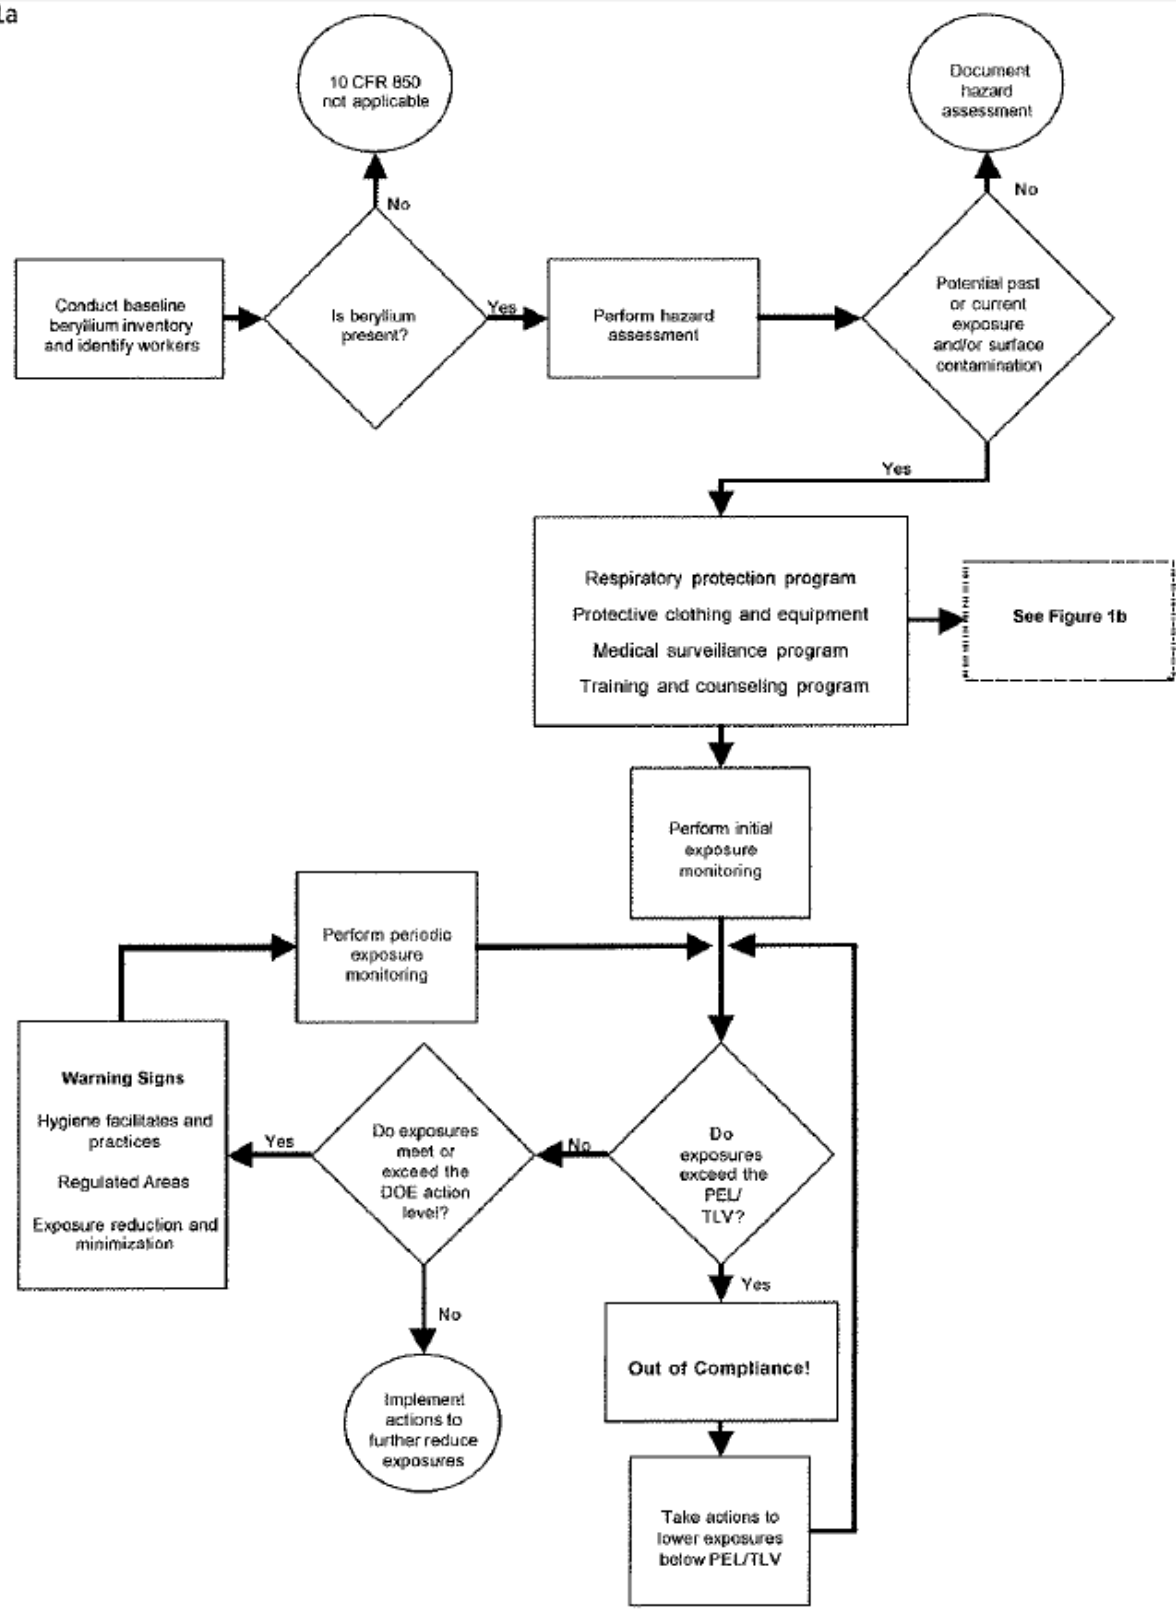 1a
10 CFR 850
not applicable
Document
hazard
assessment
No
No
Conduct baseline
beryllium inventory
and identify workers
Is beryllium
present?
Yes
Perform hazard
assessment
Potential past
or current
exposure
and/or surface
contamination
Yes
Respiratory protection program
Protective clothing and equipment
Medical surveillance program
Training and counseling program
See Figure 1b
Perform initial
exposure
monitoring
Perform periodic
exposure
monitoring
Warning Signs
Hygiene facilitates and
practices
Regulated Areas
Exposure reduction and
minimization
Yes
Do exposures
meet or
exceed the
DOE action
level?
No
Do
exposures
exceed the
PEL/
TLV?
Yes
No
Out of Compliance!
Implement
actions to
further reduce
exposures
Take actions to
lower exposures
below PEL/TLV